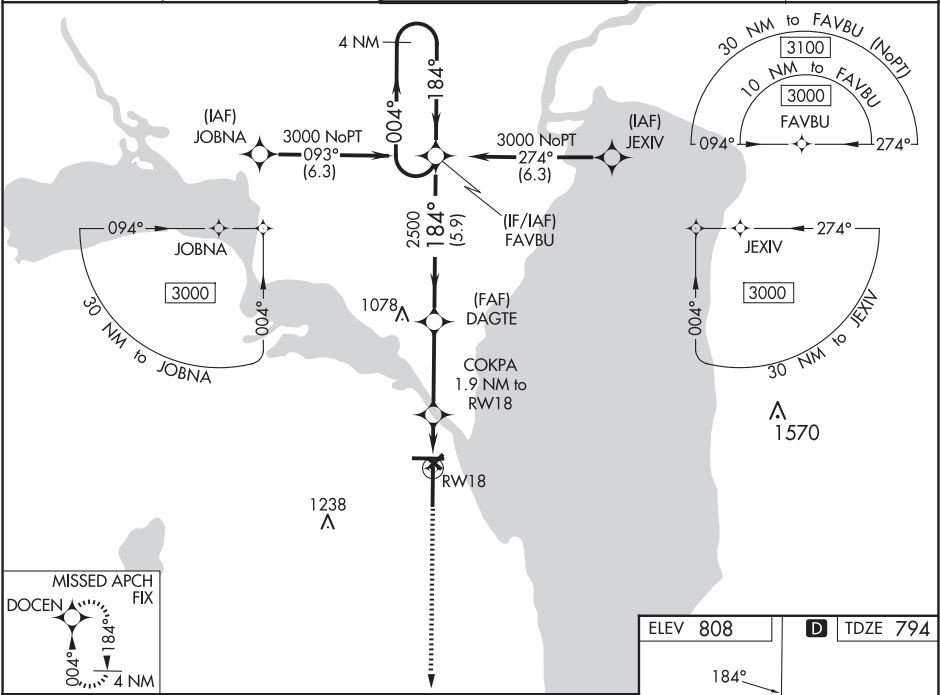 4 NM
184°
004°
(IAF)
JOBNA
3000 NoPT
093°
(6.3)
3000 NoPT
274°
(6.3)
(IAF)
JEXIV
30 NM to FAVBU (NoPT)
3100
10 NM to FAVBU
3000
FAVBU
094°
274°
(IF/IAF)
FAVBU
2500
184°
(5.9)
094°
JOBNA
3000
004°
30 NM to JOBNA
274°
JEXIV
3000
004°
30 NM to JEXIV
1078
(FAF)
DAGTE
COKPA
1.9 NM to
RW18
RW18
1570
1238
MISSED APCH
FIX
DOCEN
184°
004°
4 NM
ELEV 808
D
TDZE 794
184°